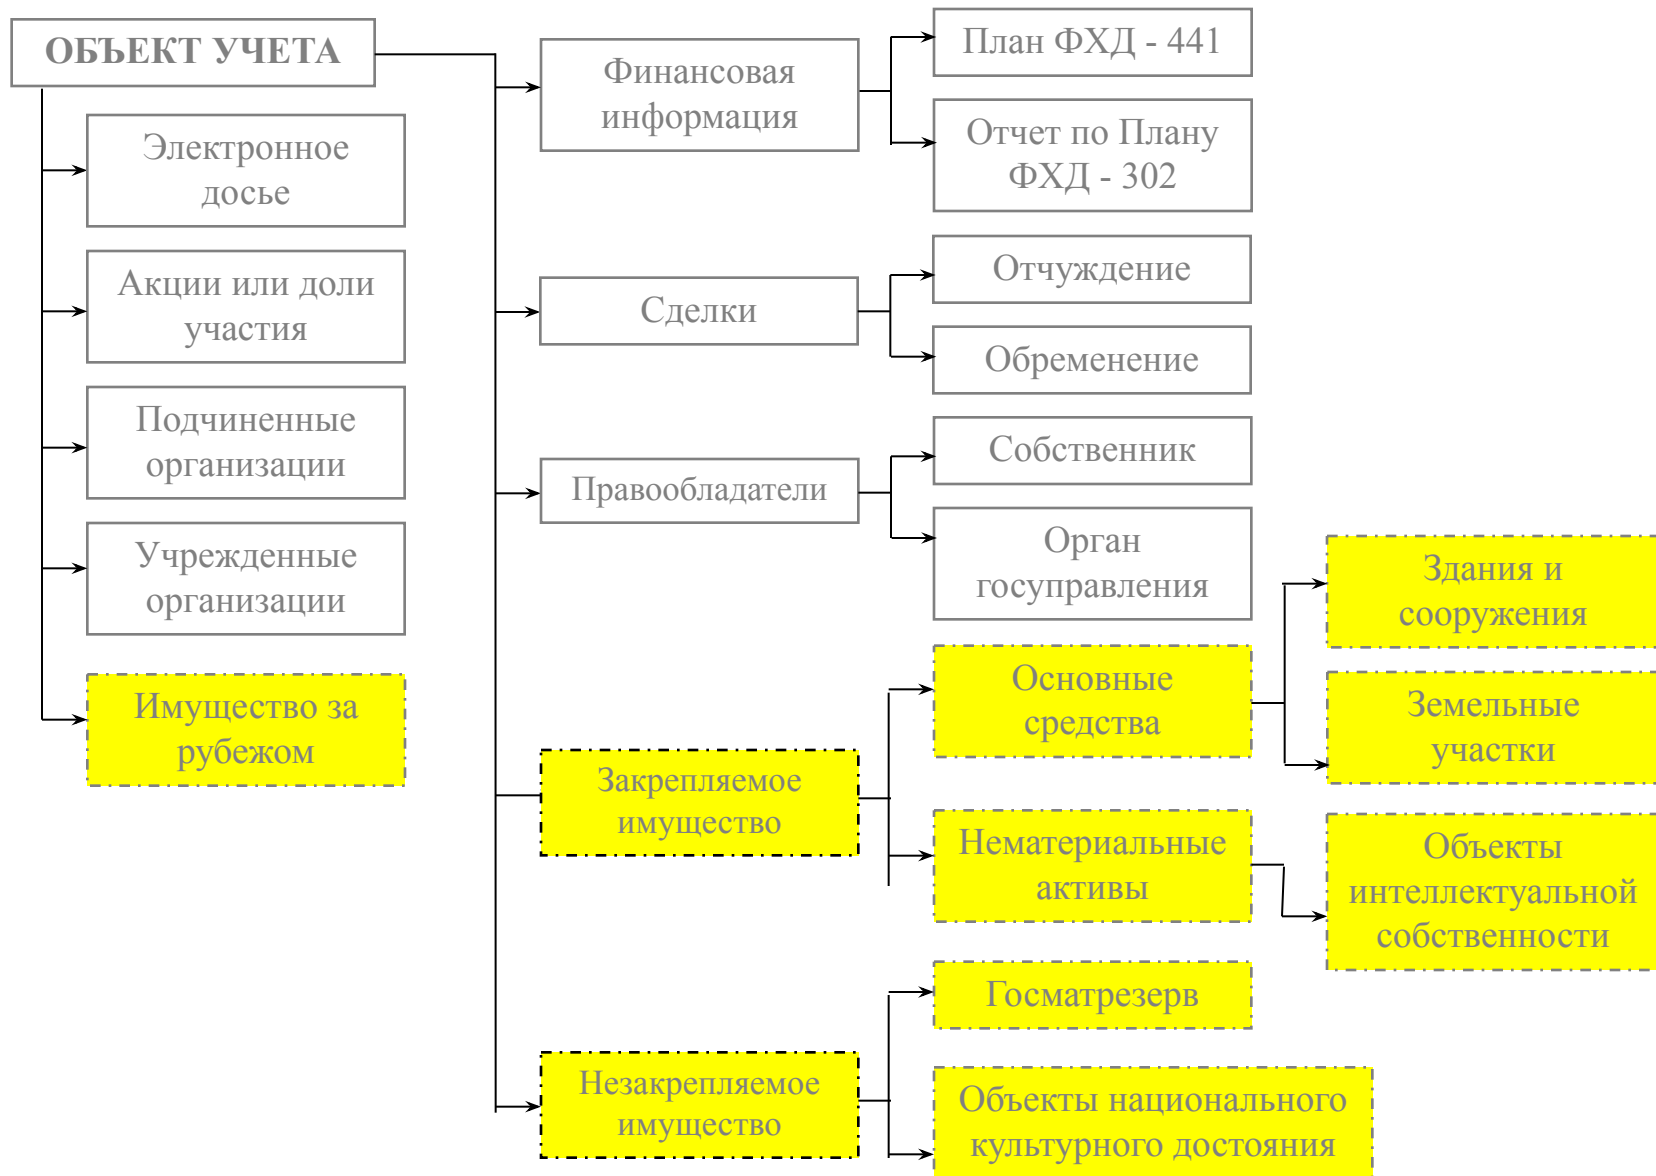 ОБЪЕКТ УЧЕТА
Электронное
досье
Акции или доли
участия
Подчиненные
организации
Учрежденные
организации
Имущество за
рубежом
Финансовая
информация
План ФХД - 441
Отчет по Плану
ФХД - 302
Сделки
Отчуждение
Обременение
Правообладатели
Собственник
Орган
госуправления
Закрепляемое
имущество
Основные
средства
Здания и
сооружения
Земельные
участки
Нематериальные
активы
Объекты
интеллектуальной
собственности
Незакрепляемое
имущество
Госматрезерв
Объекты национального
культурного достояния